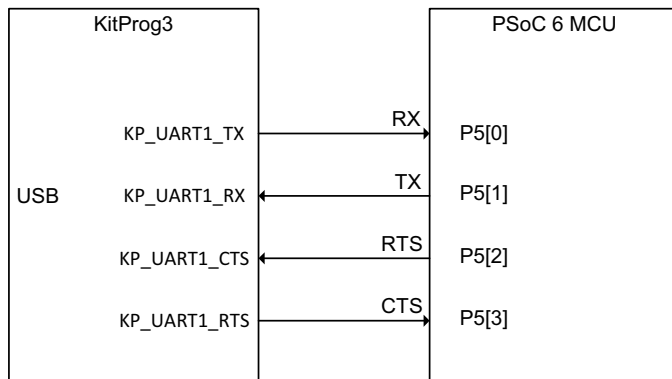 KitProg3
PSoC 6 MCU
KP_UART1_TX
RX
P5[0]
USB
KP_UART1_RX
TX
P5[1]
KP_UART1_CTS
RTS
P5[2]
KP_UART1_RTS
CTS
P5[3]